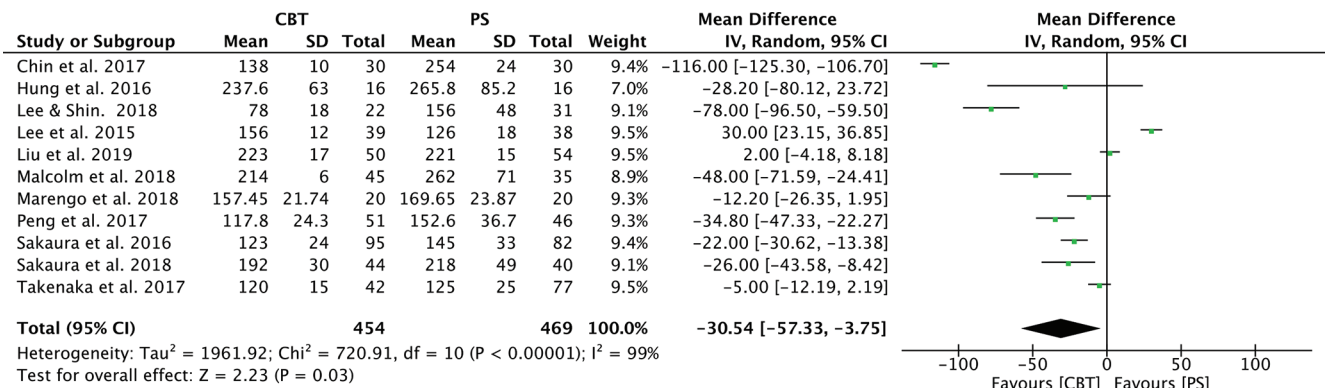 CBT PS Mean Difference Mean Difference
Study or Subgroup Mean SD Total Mean SD Total Weight IV, Random, 95% CI IV, Random, 95% CI
Chin et al. 2017 138 10 30 254 24 30 9.4% -116.00 [-125.30, -106.70]
Hung et al. 2016 237.6 63 16 265.8 85.2 16 7.0% -28.20 [-80.12, 23.72]
Lee & Shin. 2018 78 18 22 156 48 31 9.1% -78.00 [-96.50, -59.50]
Lee et al. 2015 156 12 39 126 18 38 9.5% 30.00 [23.15, 36.85]
Liu et al. 2019 223 17 50 221 15 54 9.5% 2.00 [-4.18, 8.18]
Malcolm et al. 2018 214 6 45 262 71 35 8.9% -48.00 [-71.59, -24.41]
Marengo et al. 2018 157.45 21.74 20 169.65 23.87 20 9.3% -12.20 [-26.35, 1.95]
Peng et al. 2017 117.8 24.3 51 152.6 36.7 46 9.3% -34.80 [-47.33, -22.27]
Sakaura et al. 2016 123 24 95 145 33 82 9.4% -22.00 [-30.62, -13.38]
Sakaura et al. 2018 192 30 44 218 49 40 9.1% -26.00 [-43.58, -8.42]
Takenaka et al. 2017 120 15 42 125 25 77 9.5% -5.00 [-12.19, 2.19]
Total (95% CI) 454 469 100.0% -30.54 [-57.33, -3.75]
Heterogeneity: Tau² = 1961.92; Chi² = 720.91, df = 10 (P < 0.00001); I² = 99%
Test for overall effect: Z = 2.23 (P = 0.03)
-100 -50 0 50 100
Favours [CBT] Favours [PS]